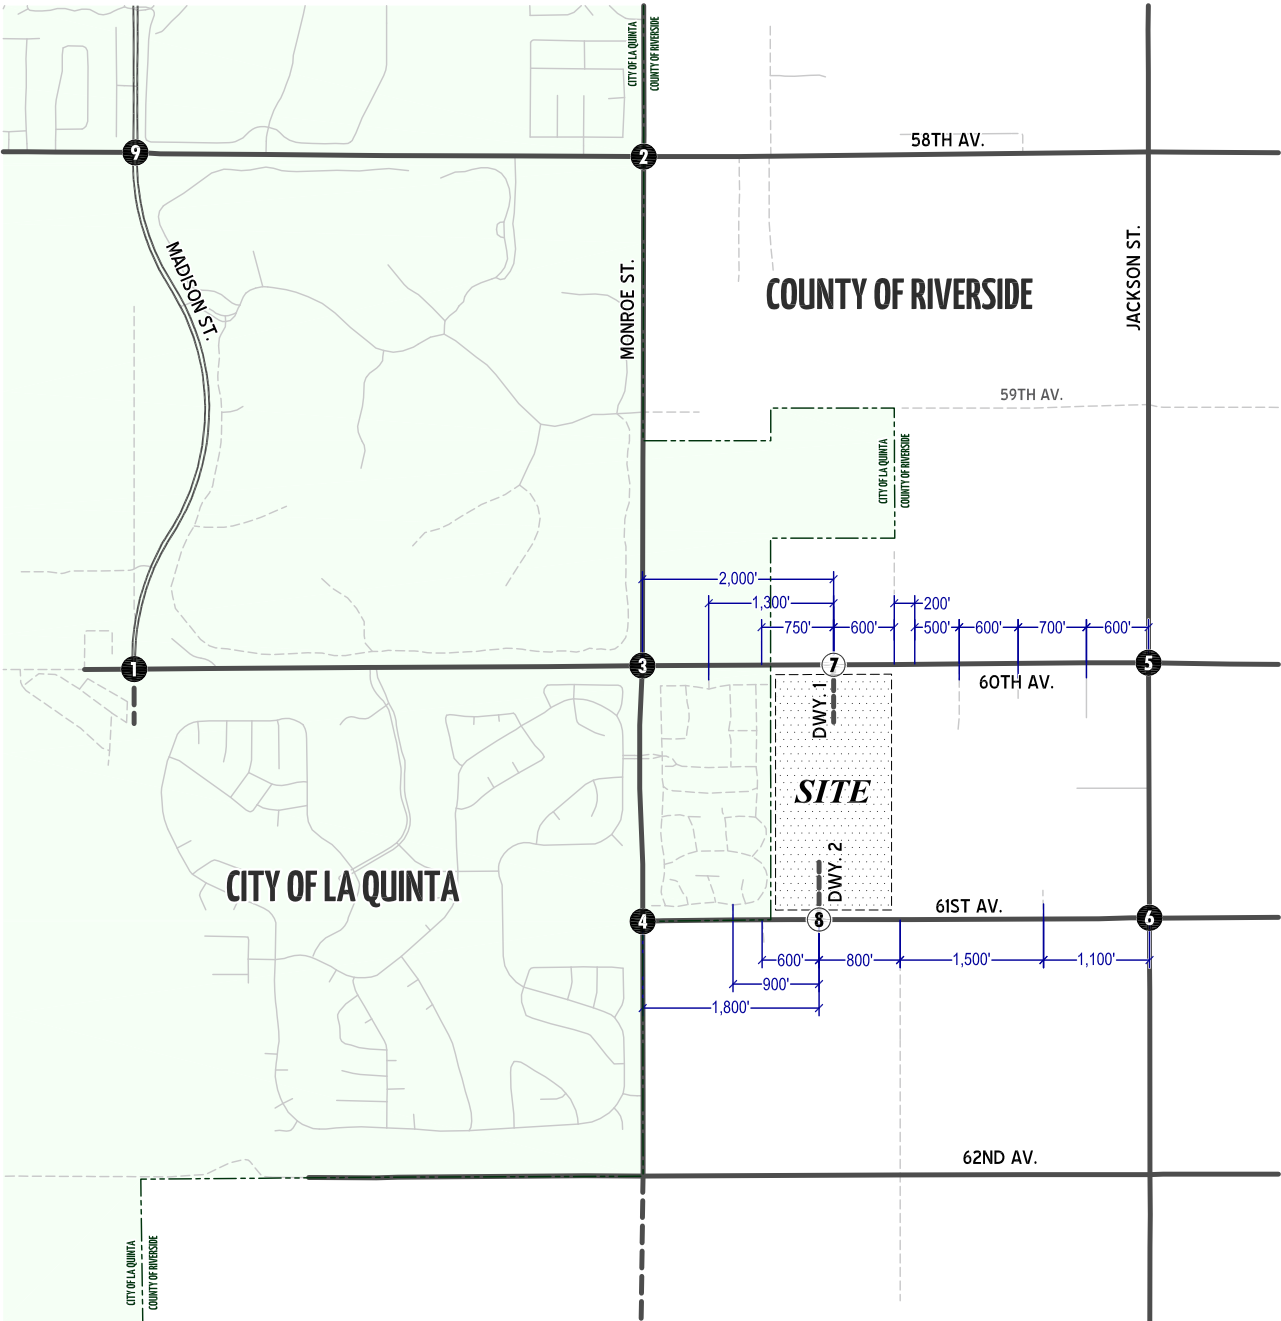 CITY OF LA QUINTA
COUNTY OF RIVERSIDE
58TH AV.
9
2
MADISON ST.
MONROE ST.
JACKSON ST.
COUNTY OF RIVERSIDE
59TH AV.
CITY OF LA QUINTA
COUNTY OF RIVERSIDE
2,000'
1,300'
200'
750'
600'
500'
600'
700'
600'
1
3
7
5
60TH AV.
DWY. 1
SITE
DWY. 2
CITY OF LA QUINTA
61ST AV.
4
8
6
600'
800'
1,500'
1,100'
900'
1,800'
62ND AV.
CITY OF LA QUINTA
COUNTY OF RIVERSIDE